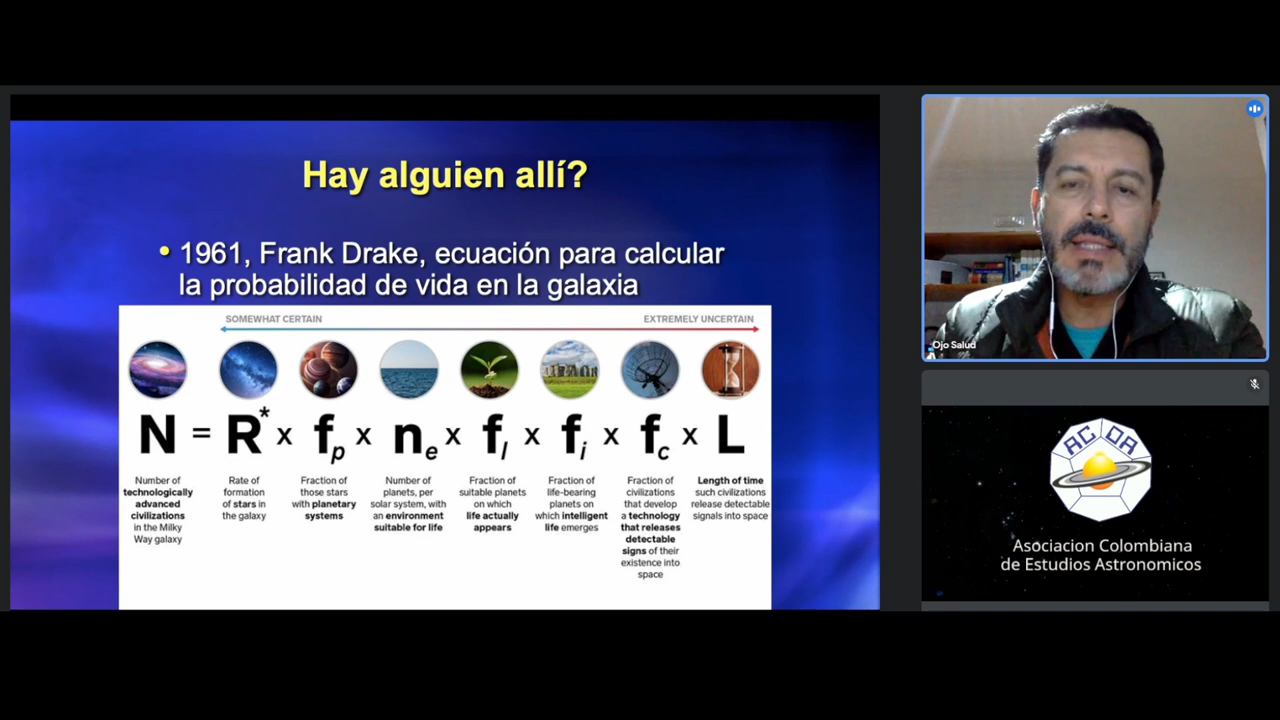 Hay alguien allí?
• 1961, Frank Drake, ecuación para calcular
la probabilidad de vida en la galaxia
SOMEWHAT CERTAIN
EXTREMELY UNCERTAIN
N = R* x fp x ne x fl x fi x fc x L
Number of
technologically
advanced
civilizations
in the Milky
Way galaxy
Rate of
formation
of stars in
the galaxy
Fraction of
those stars
with planetary
systems
Number of
planets, per
solar system, with
an environment
suitable for life
Fraction of
suitable planets
on which
life actually
appears
Fraction of
life-bearing
planets on
which intelligent
life emerges
Fraction of
civilizations
that develop
a technology
that releases
detectable
signs of their
existence into
space
Length of time
such civilizations
release detectable
signals into space
Ojo Salud
ACDA
Asociacion Colombiana
de Estudios Astronomicos